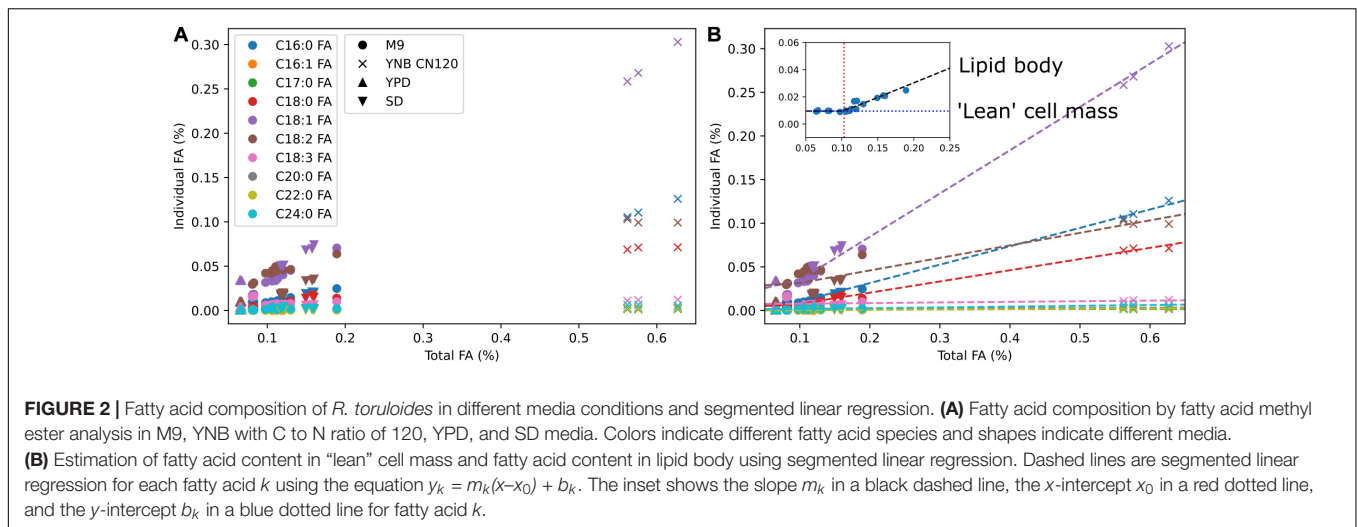 A
B
0.30
0.25
0.20
0.15
0.10
0.05
0.00
Individual FA (%)
C16:0 FA
C16:1 FA
C17:0 FA
C18:0 FA
C18:1 FA
C18:2 FA
C18:3 FA
C20:0 FA
C22:0 FA
C24:0 FA
M9
YNB CN120
YPD
SD
0.1 0.2 0.3 0.4 0.5 0.6
Total FA (%)
0.30
0.25
0.20
0.15
0.10
0.05
0.00
Individual FA (%)
0.06
0.04
0.02
0.00
0.05 0.10 0.15 0.20 0.25
Lipid body
'Lean' cell mass
0.1 0.2 0.3 0.4 0.5 0.6
Total FA (%)
FIGURE 2 | Fatty acid composition of R. toruloides in different media conditions and segmented linear regression. (A) Fatty acid composition by fatty acid methyl
ester analysis in M9, YNB with C to N ratio of 120, YPD, and SD media. Colors indicate different fatty acid species and shapes indicate different media.
(B) Estimation of fatty acid content in “lean” cell mass and fatty acid content in lipid body using segmented linear regression. Dashed lines are segmented linear
regression for each fatty acid k using the equation yₖ = mₖ(x–x₀) + bₖ. The inset shows the slope mₖ in a black dashed line, the x-intercept x₀ in a red dotted line,
and the y-intercept bₖ in a blue dotted line for fatty acid k.